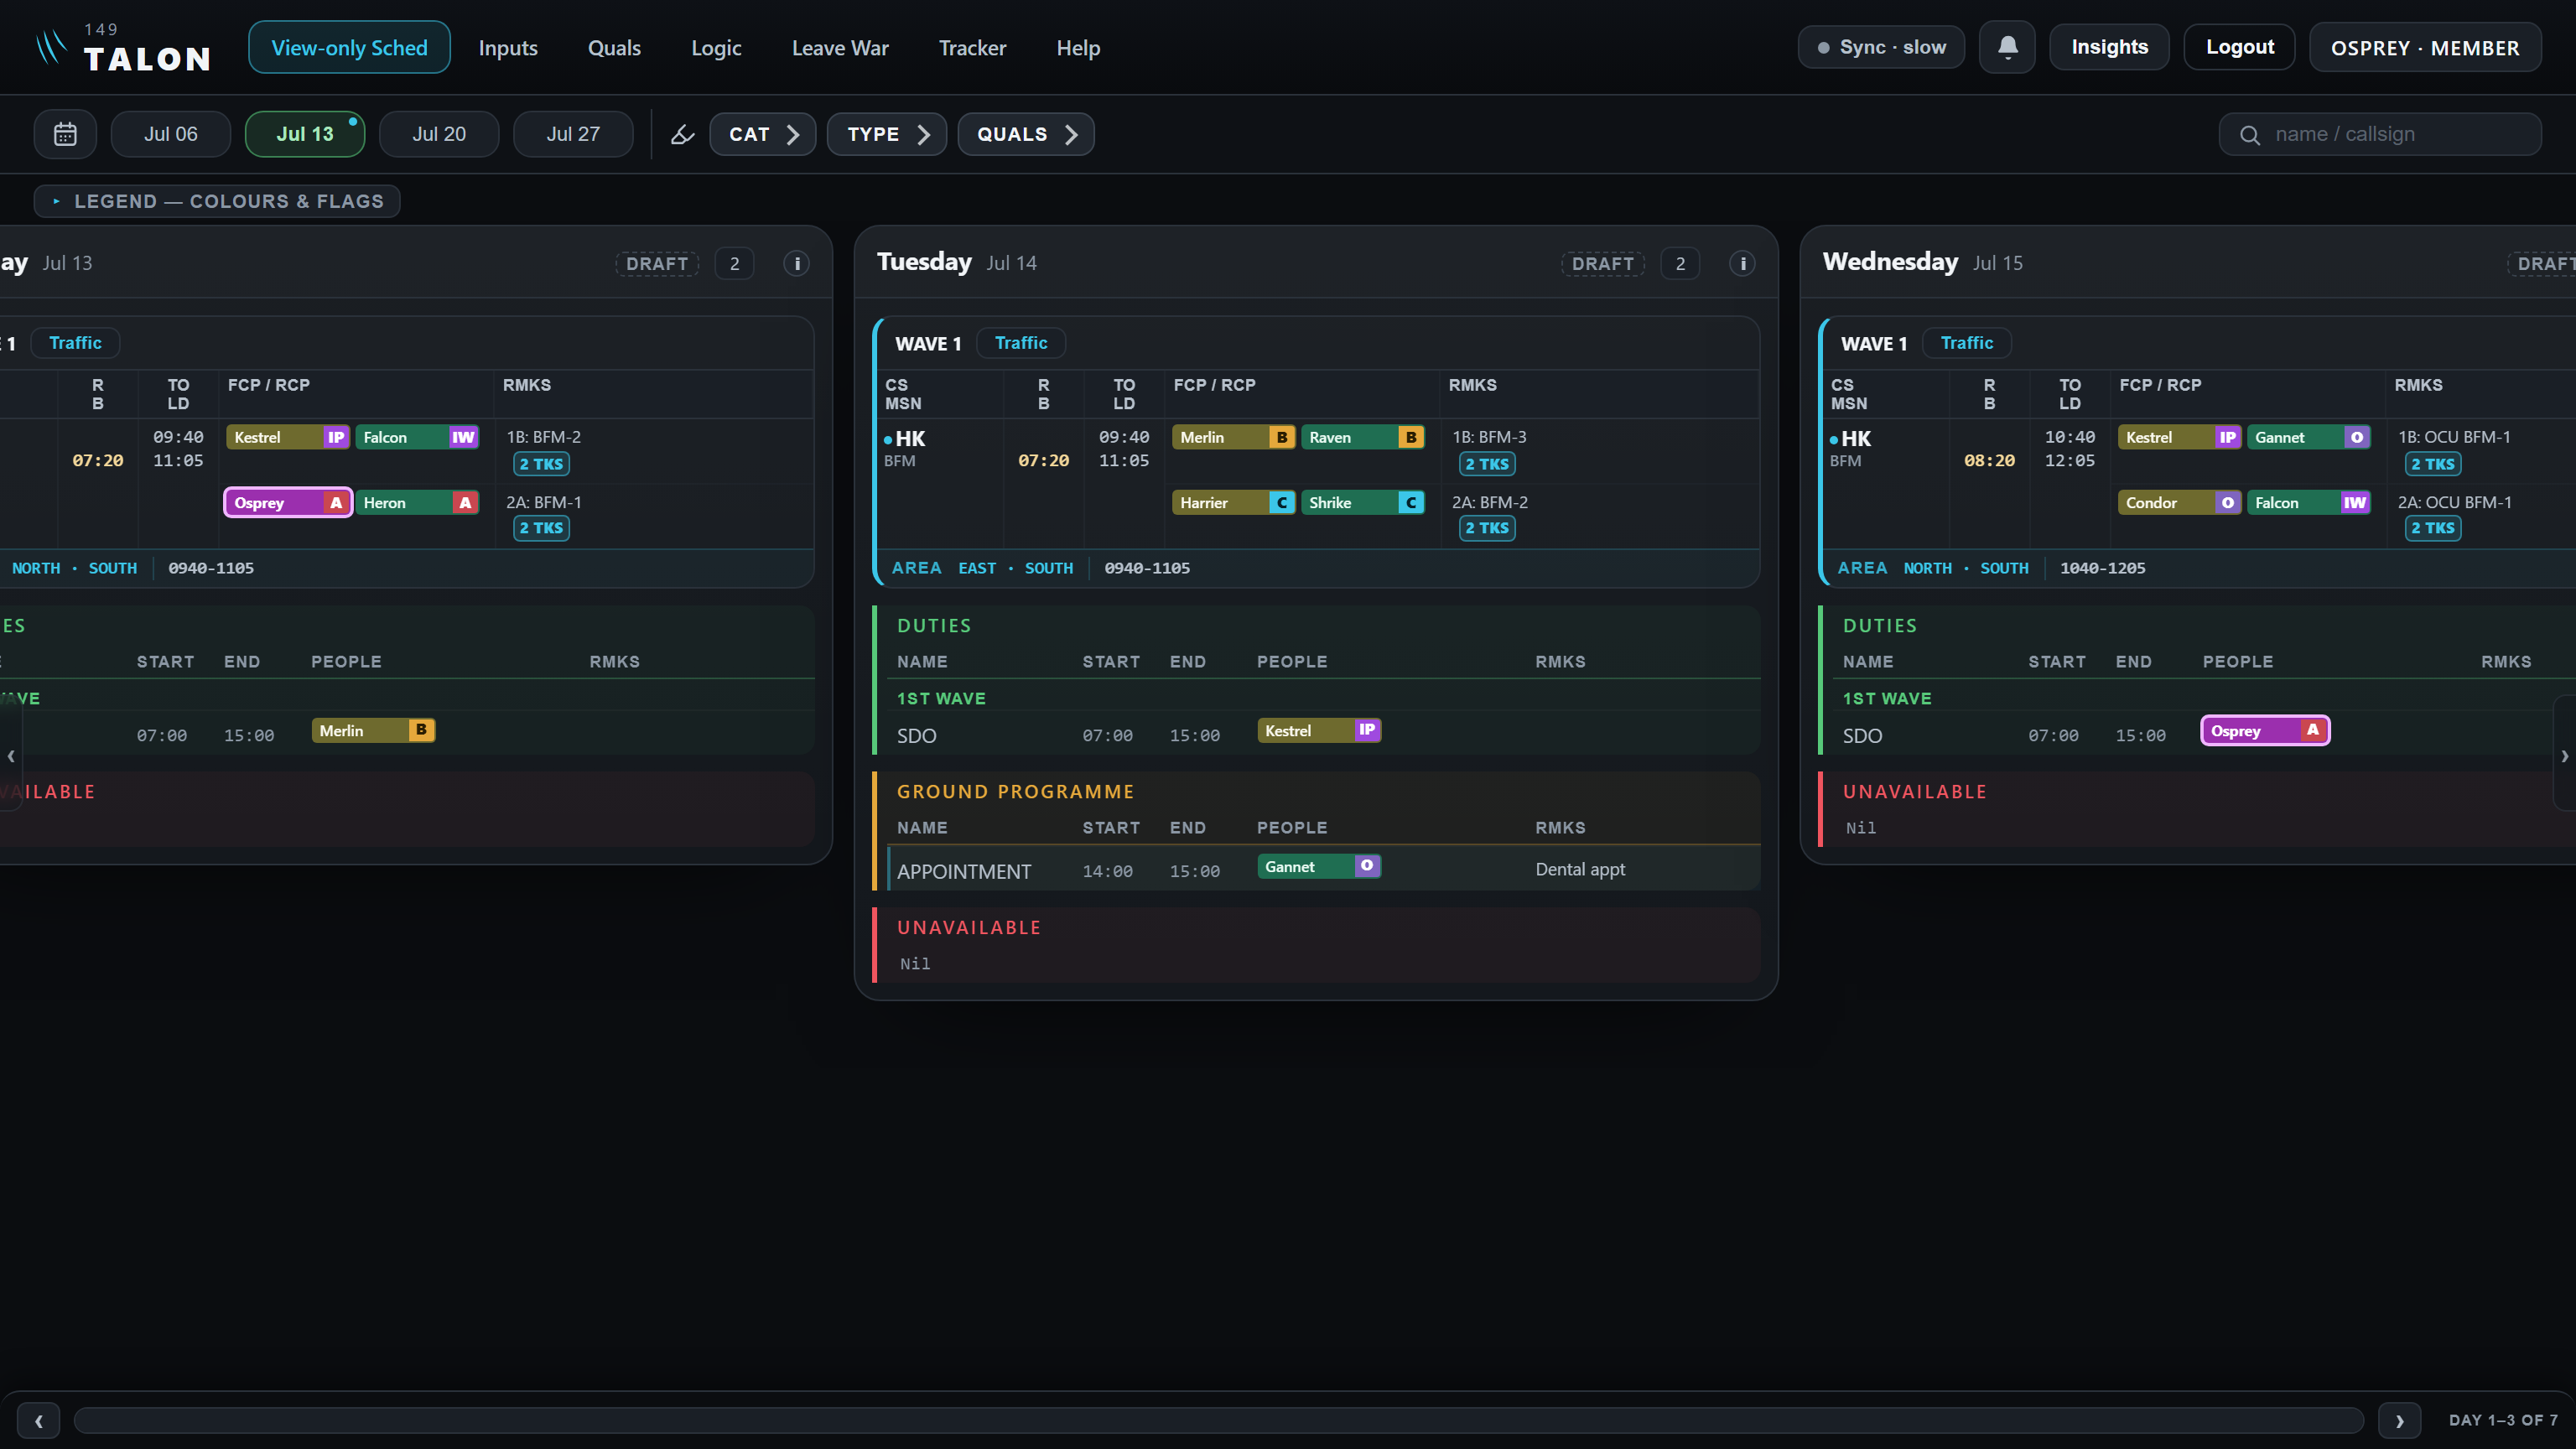 149
TALON
View-only Sched
Inputs
Quals
Logic
Leave War
Tracker
Help
Sync · slow
Insights
Logout
OSPREY · MEMBER
Jul 06
Jul 13
Jul 20
Jul 27
CAT
TYPE
QUALS
name / callsign
LEGEND — COLOURS & FLAGS
ay Jul 13 DRAFT 2 i
E 1 Traffic
R B TO LD FCP / RCP RMKS
07:20 09:40 11:05
Kestrel IP Falcon IW 1B: BFM-2
2 TKS
Osprey A Heron A 2A: BFM-1
2 TKS
NORTH · SOUTH 0940-1105
ES
START END PEOPLE RMKS
WAVE
07:00 15:00 Merlin B
VAILABLE
Tuesday Jul 14 DRAFT 2 i
WAVE 1 Traffic
CS MSN R B TO LD FCP / RCP RMKS
HK BFM 07:20 09:40 11:05
Merlin B Raven B 1B: BFM-3
2 TKS
Harrier C Shrike C 2A: BFM-2
2 TKS
AREA EAST · SOUTH 0940-1105
DUTIES
NAME START END PEOPLE RMKS
1ST WAVE
SDO 07:00 15:00 Kestrel IP
GROUND PROGRAMME
NAME START END PEOPLE RMKS
APPOINTMENT 14:00 15:00 Gannet O Dental appt
UNAVAILABLE
Nil
Wednesday Jul 15 DRAFT
WAVE 1 Traffic
CS MSN R B TO LD FCP / RCP RMKS
HK BFM 08:20 10:40 12:05
Kestrel IP Gannet O 1B: OCU BFM-1
2 TKS
Condor O Falcon IW 2A: OCU BFM-1
2 TKS
AREA NORTH · SOUTH 1040-1205
DUTIES
NAME START END PEOPLE RMKS
1ST WAVE
SDO 07:00 15:00 Osprey A
UNAVAILABLE
Nil
DAY 1–3 OF 7